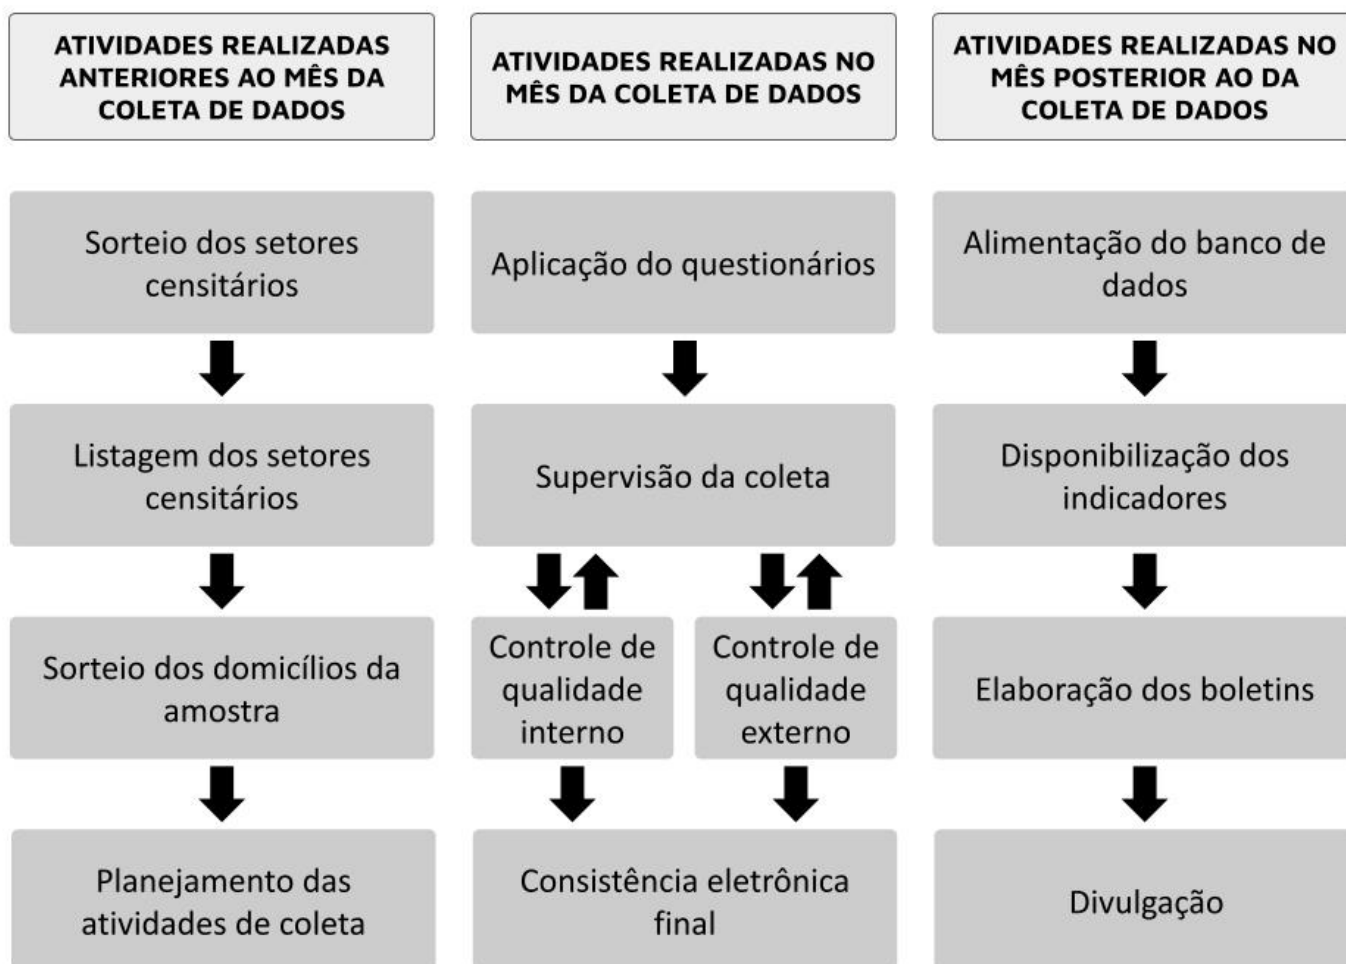 ATIVIDADES REALIZADAS
ANTERIORES AO MÊS DA
COLETA DE DADOS
Sorteio dos setores
censitários
Listagem dos setores
censitários
Sorteio dos domicílios da
amostra
Planejamento das
atividades de coleta
ATIVIDADES REALIZADAS NO
MÊS DA COLETA DE DADOS
Aplicação do questionários
Supervisão da coleta
Controle de
qualidade
interno
Controle de
qualidade
externo
Consistência eletrônica
final
ATIVIDADES REALIZADAS NO
MÊS POSTERIOR AO DA
COLETA DE DADOS
Alimentação do banco de
dados
Disponibilização dos
indicadores
Elaboração dos boletins
Divulgação